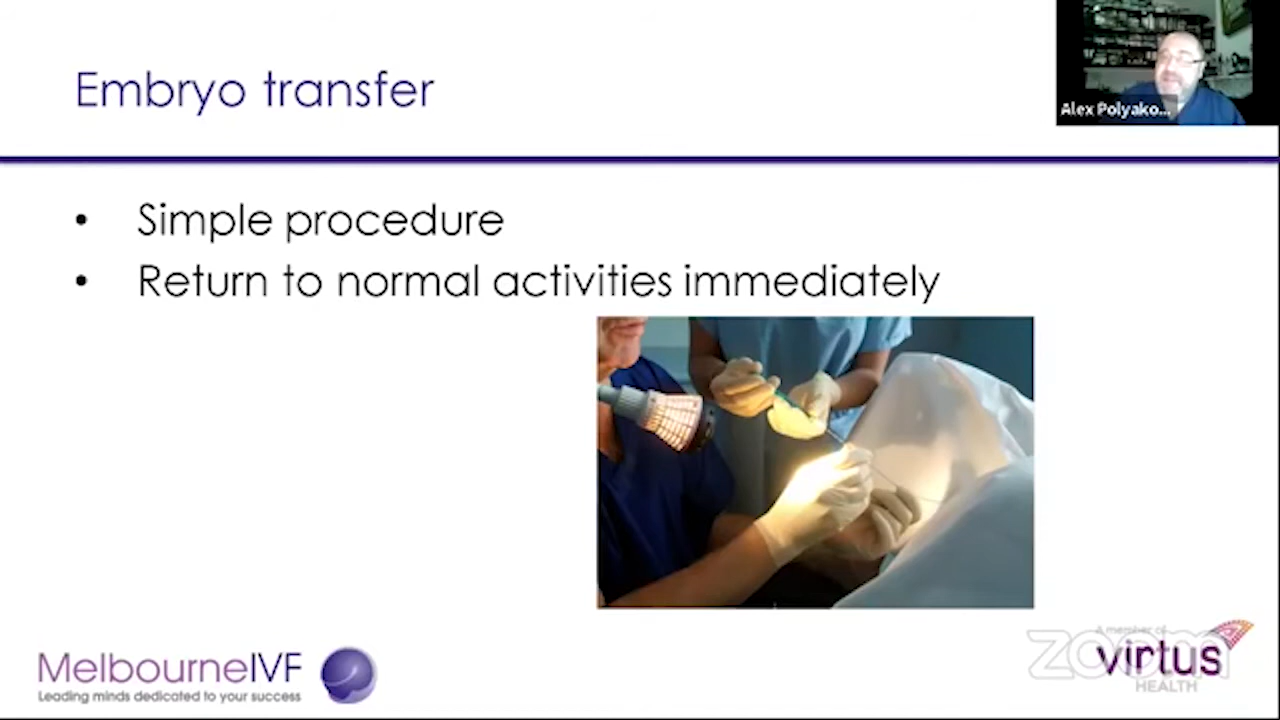 Embryo transfer
Alex Polyako...
• Simple procedure
• Return to normal activities immediately
MelbourneIVF
Leading minds dedicated to your success
A member of
virtus
HEALTH
zoom